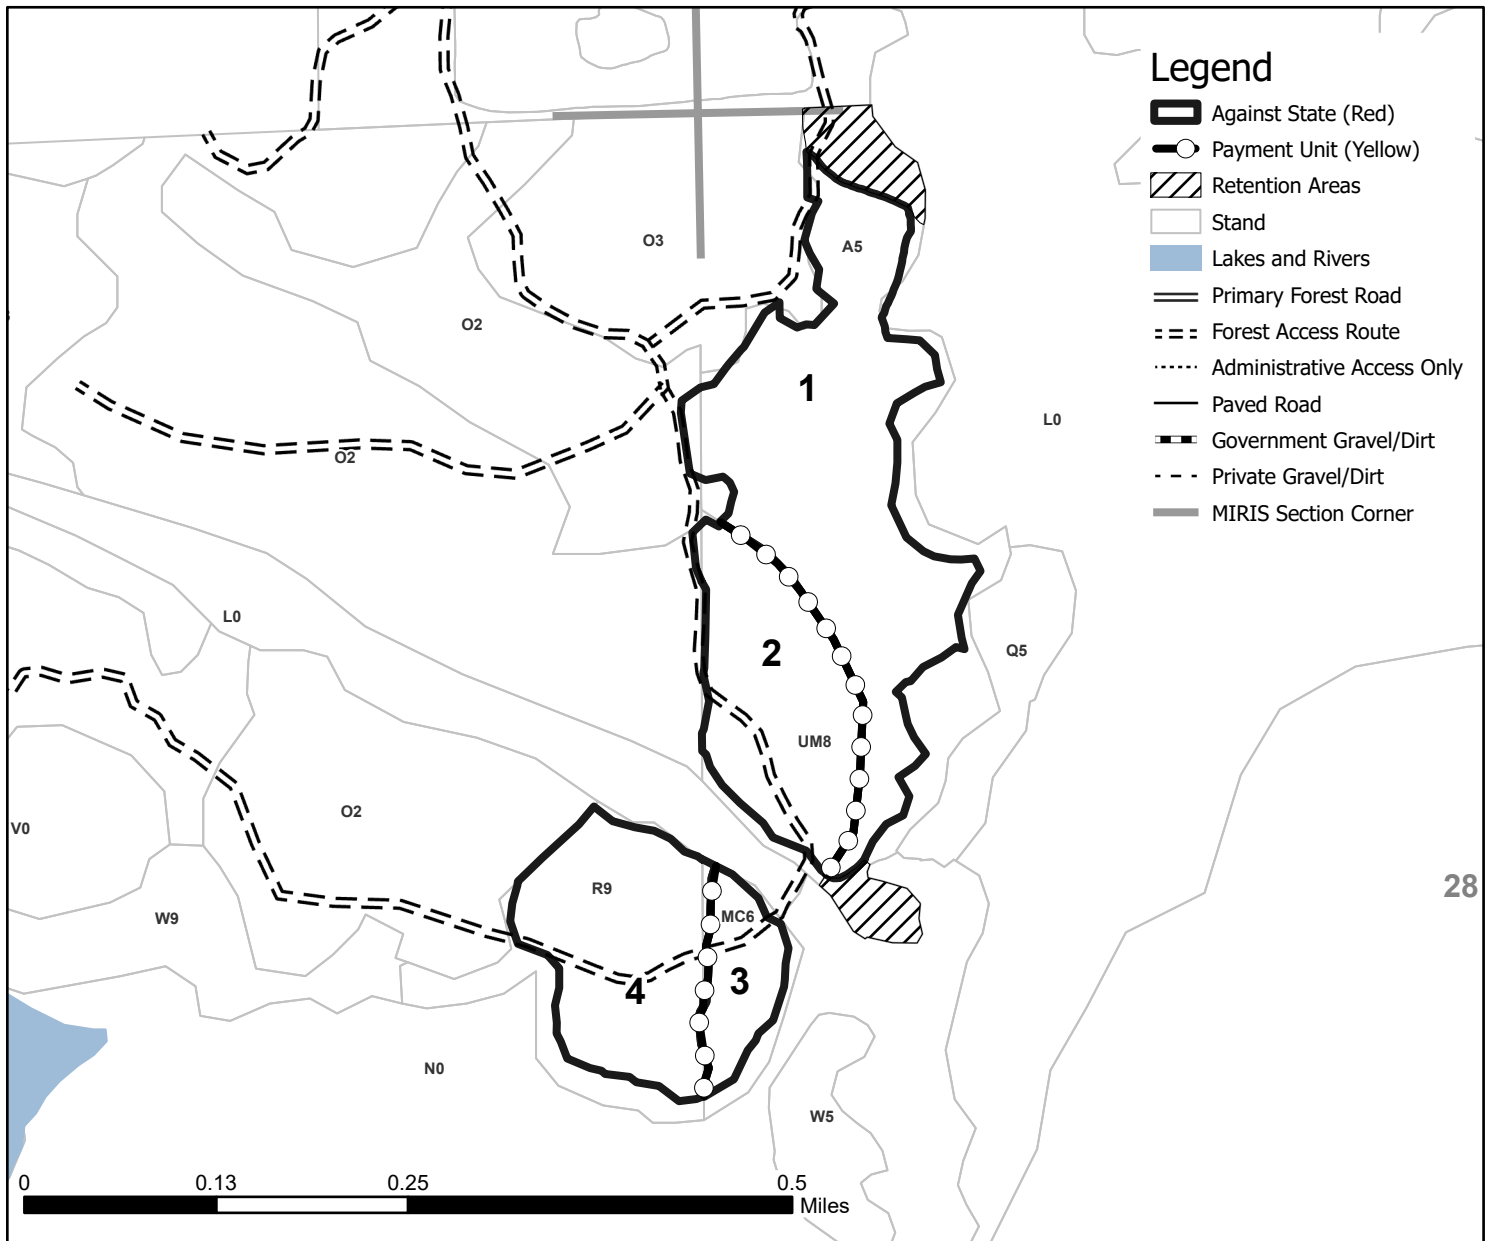 Legend
Against State (Red)
Payment Unit (Yellow)
Retention Areas
Stand
Lakes and Rivers
Primary Forest Road
Forest Access Route
Administrative Access Only
Paved Road
Government Gravel/Dirt
Private Gravel/Dirt
MIRIS Section Corner
O3
A5
O2
1
L0
O2
L0
2
Q5
UM8
O2
V0
R9
28
W9
MC6
3
4
N0
W5
0 0.13 0.25 0.5
Miles